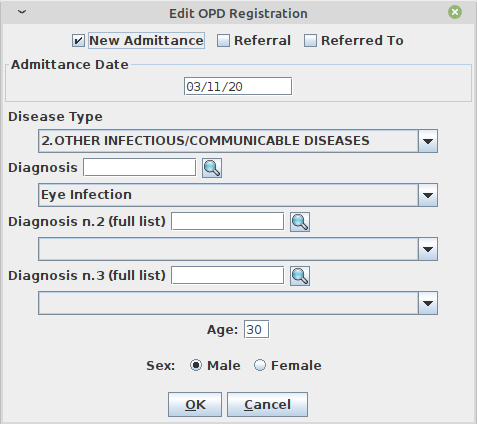 Edit OPD Registration
New Admittance Referral Referred To
Admittance Date
03/11/20
Disease Type
2.OTHER INFECTIOUS/COMMUNICABLE DISEASES
Diagnosis
Eye Infection
Diagnosis n.2 (full list)
Diagnosis n.3 (full list)
Age: 30
Sex: Male Female
OK Cancel